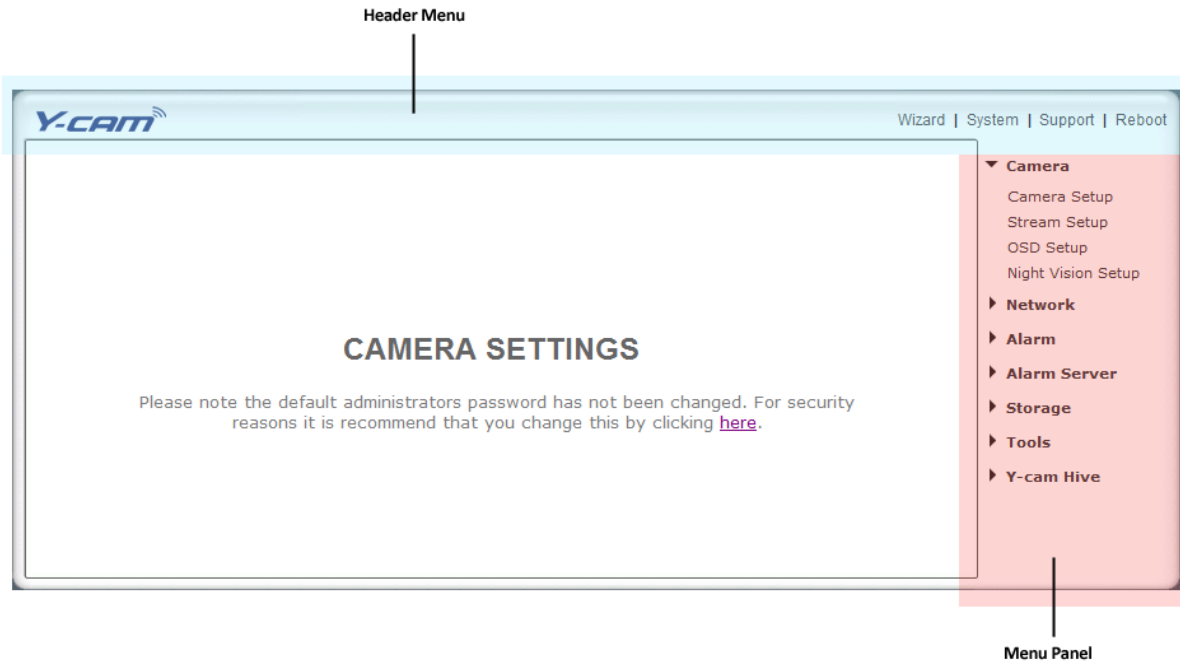 Header Menu
Y-cam
Wizard | System | Support | Reboot
Camera
Camera Setup
Stream Setup
OSD Setup
Night Vision Setup
Network
Alarm
Alarm Server
Storage
Tools
Y-cam Hive
CAMERA SETTINGS
Please note the default administrators password has not been changed. For security
reasons it is recommend that you change this by clicking here.
Menu Panel